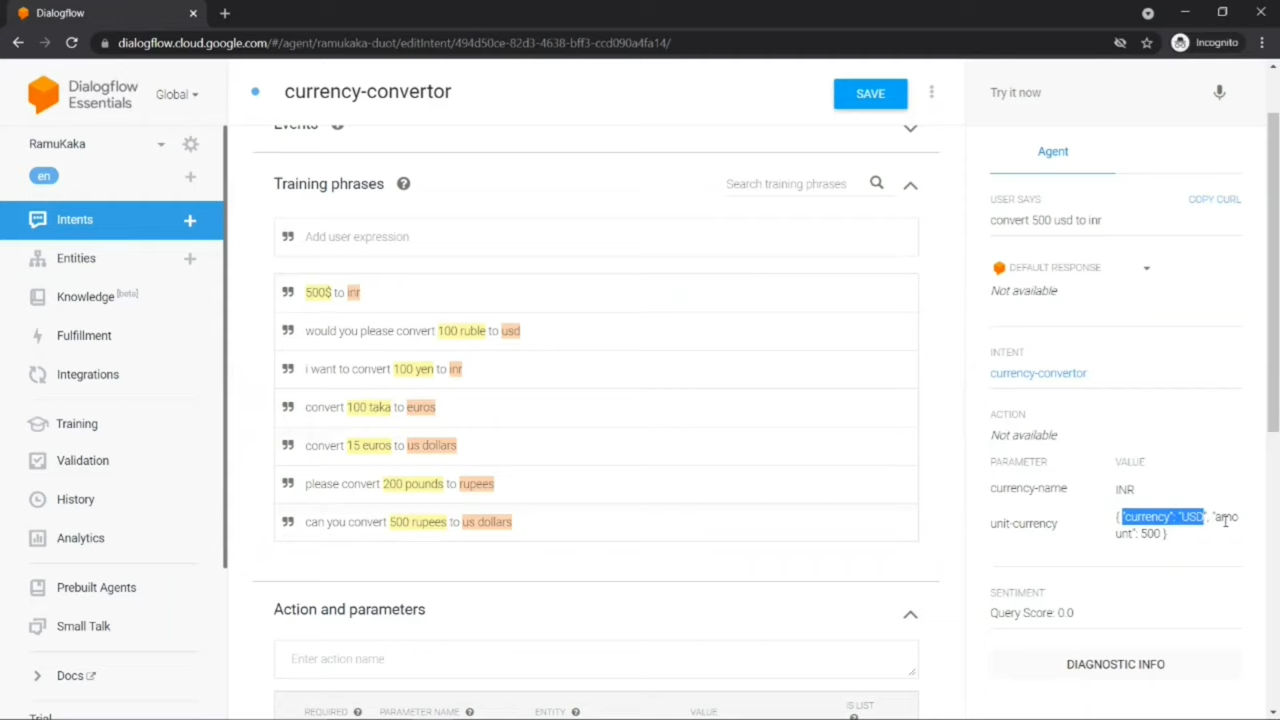 Dialogflow
dialogflow.cloud.google.com/#/agent/ramukaka-duot/editIntent/494d50ce-82d3-4638-bff3-ccd090a4fa14/
Incognito
Dialogflow
Essentials
Global
RamuKaka
en
Intents
Entities
Knowledge [beta]
Fulfillment
Integrations
Training
Validation
History
Analytics
Prebuilt Agents
Small Talk
Docs
Trial
currency-convertor
SAVE
Events
Training phrases
Search training phrases
Add user expression
500$ to inr
would you please convert 100 ruble to usd
i want to convert 100 yen to inr
convert 100 taka to euros
convert 15 euros to us dollars
please convert 200 pounds to rupees
can you convert 500 rupees to us dollars
Action and parameters
Enter action name
REQUIRED PARAMETER NAME ENTITY VALUE IS LIST
Try it now
Agent
USER SAYS COPY CURL
convert 500 usd to inr
DEFAULT RESPONSE
Not available
INTENT
currency-convertor
ACTION
Not available
PARAMETER VALUE
currency-name INR
unit-currency { "currency": "USD", "amo
unt": 500 }
SENTIMENT
Query Score: 0.0
DIAGNOSTIC INFO